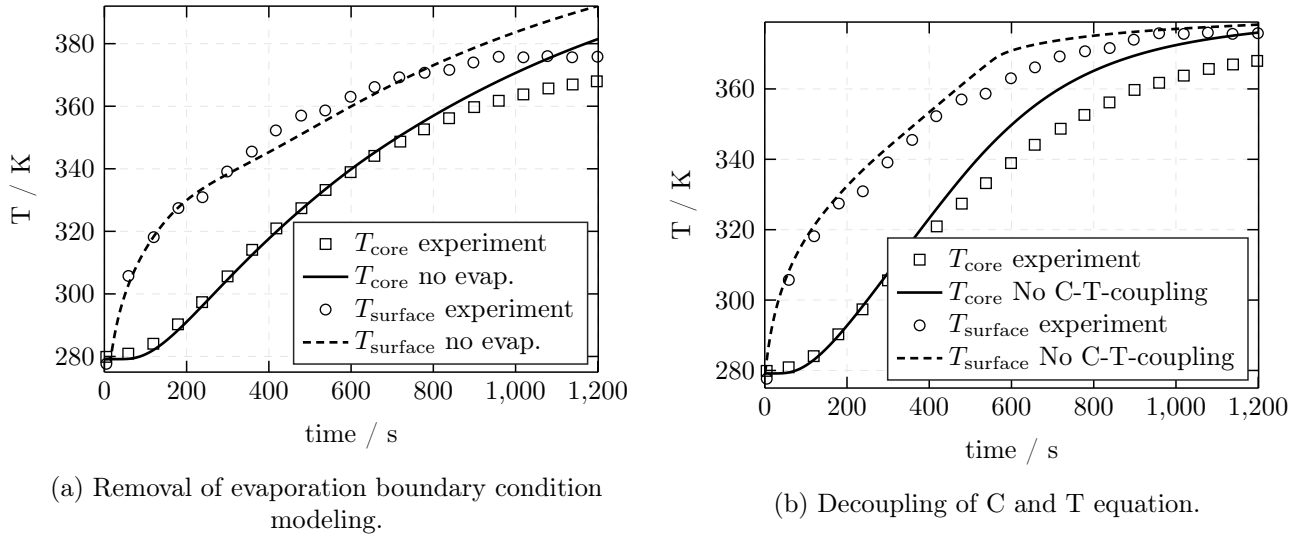 380
360
340
320
300
280
T / K
0
200
400
600
800
1,000
1,200
time / s
T_core experiment
T_core no evap.
T_surface experiment
T_surface no evap.
(a) Removal of evaporation boundary condition
modeling.
360
340
320
300
280
T / K
0
200
400
600
800
1,000
1,200
time / s
T_core experiment
T_core No C-T-coupling
T_surface experiment
T_surface No C-T-coupling
(b) Decoupling of C and T equation.